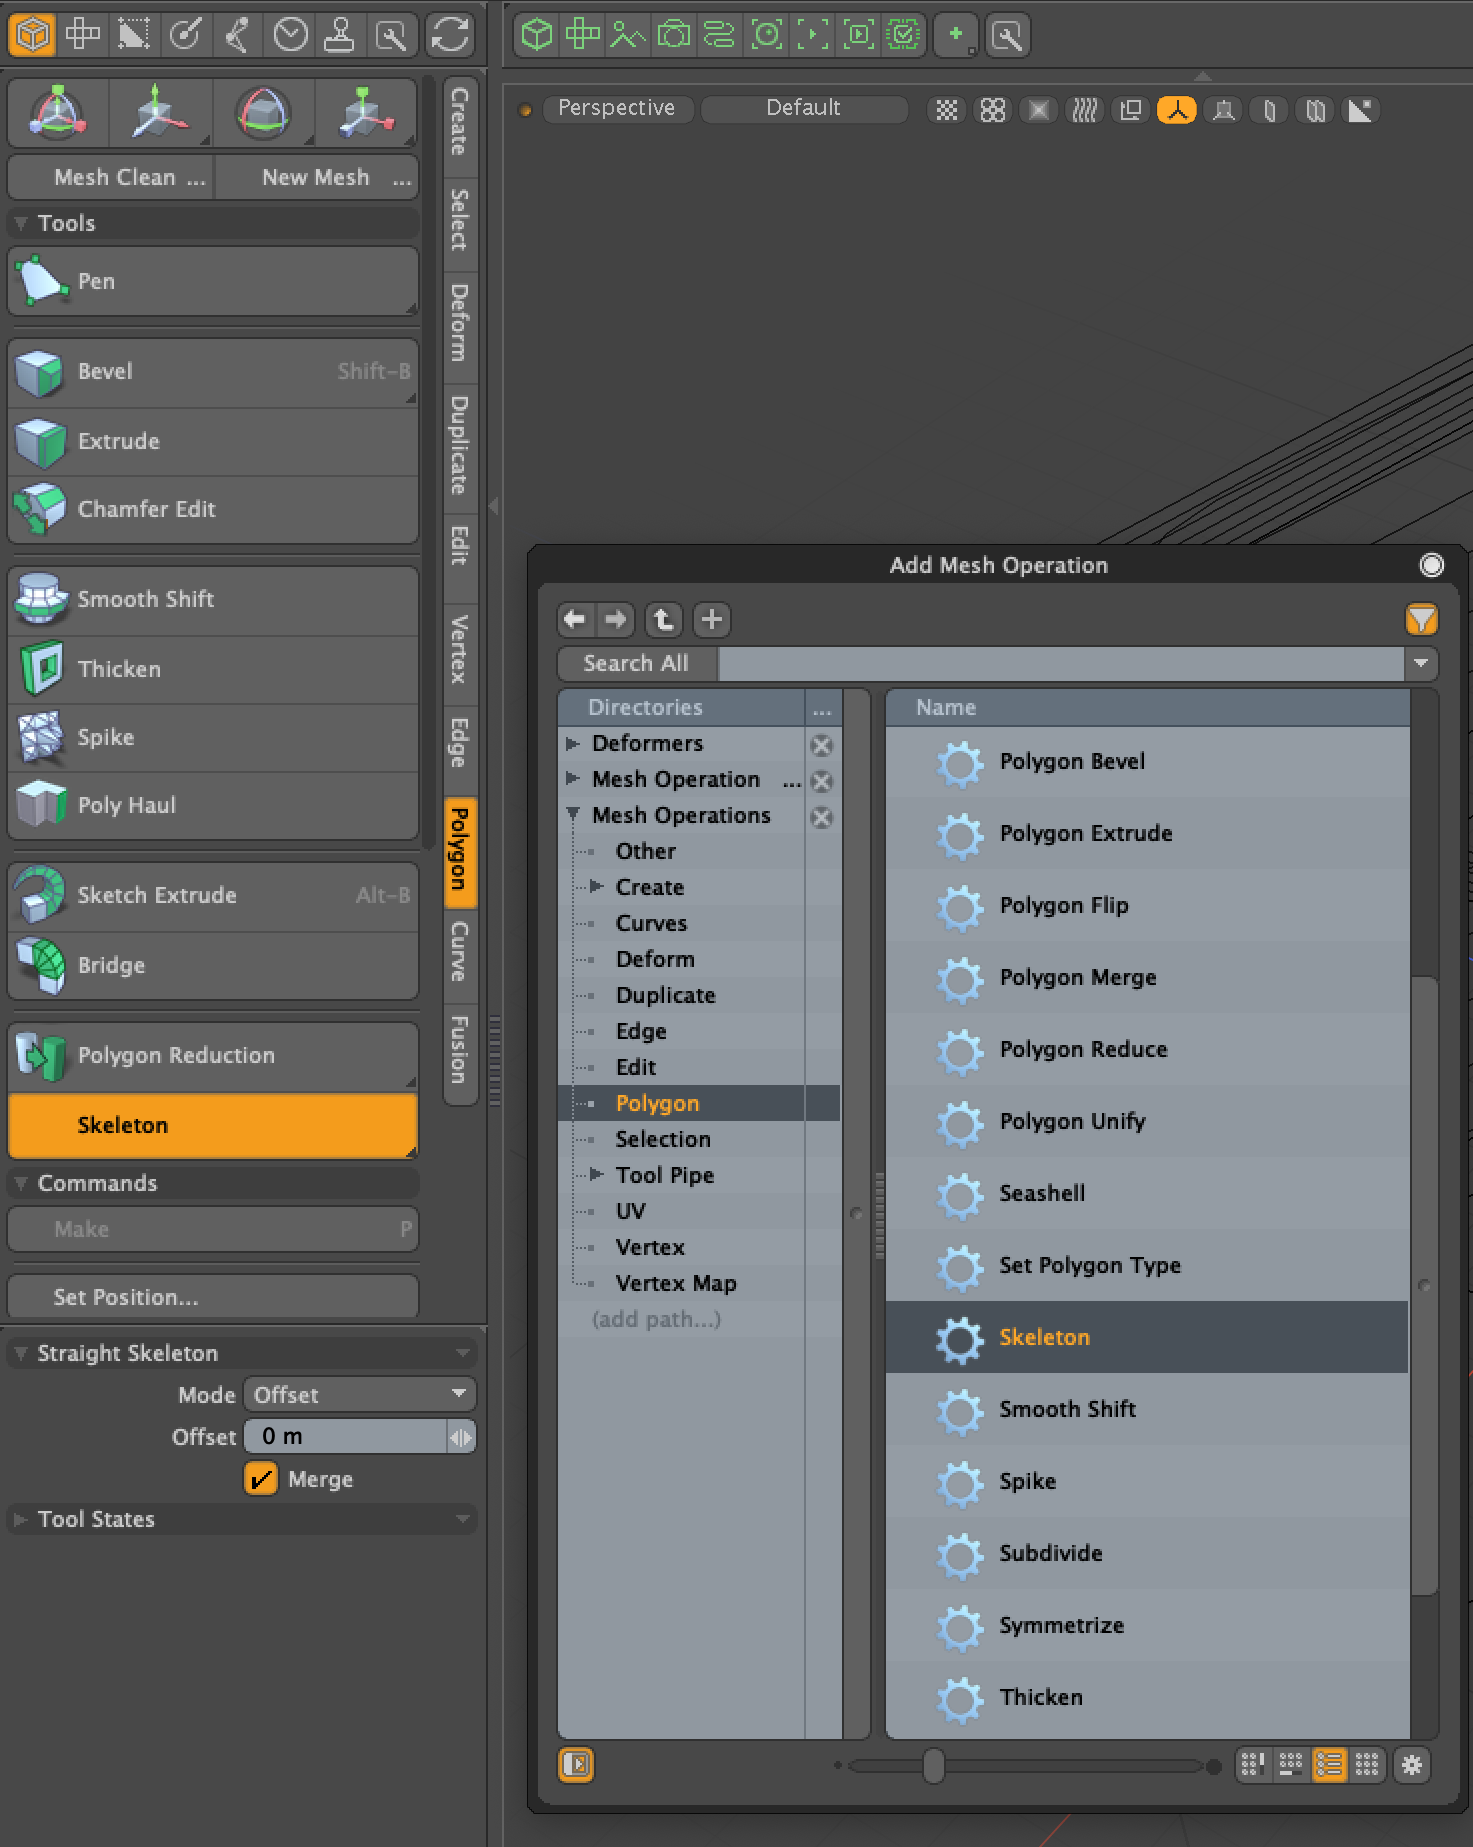 Mesh Clean ...
New Mesh ...
Tools
Pen
Bevel Shift-B
Extrude
Chamfer Edit
Smooth Shift
Thicken
Spike
Poly Haul
Sketch Extrude Alt-B
Bridge
Polygon Reduction
Skeleton
Commands
Make P
Set Position...
Straight Skeleton
Mode Offset
Offset 0 m
Merge
Tool States
Create
Select
Deform
Duplicate
Edit
Vertex
Edge
Polygon
Curve
Fusion
Perspective
Default
Add Mesh Operation
Search All
Directories ...
Deformers
Mesh Operation ...
Mesh Operations
Other
Create
Curves
Deform
Duplicate
Edge
Edit
Polygon
Selection
Tool Pipe
UV
Vertex
Vertex Map
(add path...)
Name
Polygon Bevel
Polygon Extrude
Polygon Flip
Polygon Merge
Polygon Reduce
Polygon Unify
Seashell
Set Polygon Type
Skeleton
Smooth Shift
Spike
Subdivide
Symmetrize
Thicken